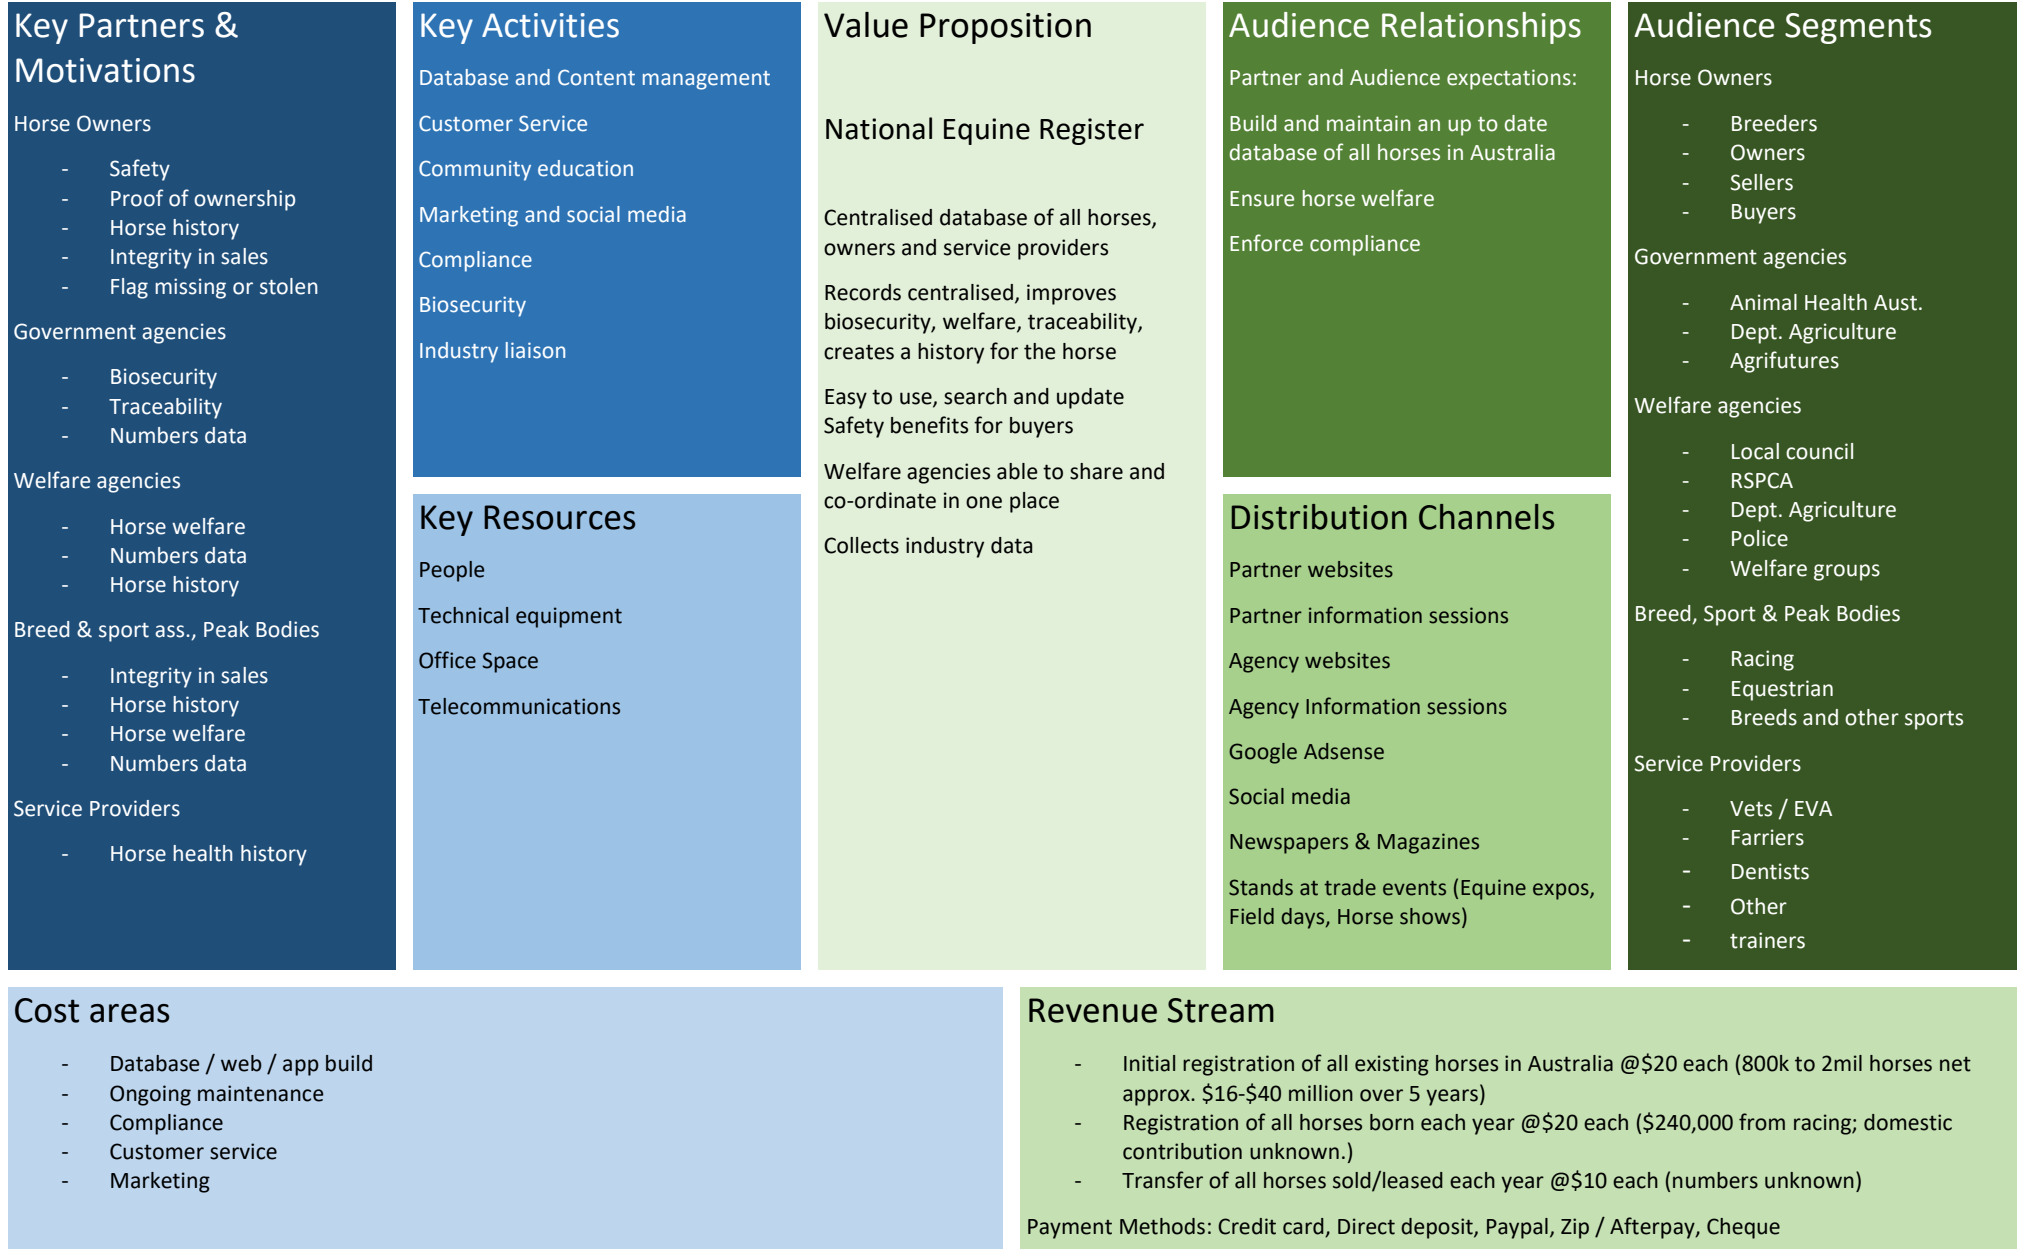 Key Partners &
Motivations
Horse Owners
- Safety
- Proof of ownership
- Horse history
- Integrity in sales
- Flag missing or stolen
Government agencies
- Biosecurity
- Traceability
- Numbers data
Welfare agencies
- Horse welfare
- Numbers data
- Horse history
Breed & sport ass., Peak Bodies
- Integrity in sales
- Horse history
- Horse welfare
- Numbers data
Service Providers
- Horse health history
Key Activities
Database and Content management
Customer Service
Community education
Marketing and social media
Compliance
Biosecurity
Industry liaison
Key Resources
People
Technical equipment
Office Space
Telecommunications
Value Proposition
National Equine Register
Centralised database of all horses,
owners and service providers
Records centralised, improves
biosecurity, welfare, traceability,
creates a history for the horse
Easy to use, search and update
Safety benefits for buyers
Welfare agencies able to share and
co-ordinate in one place
Collects industry data
Audience Relationships
Partner and Audience expectations:
Build and maintain an up to date
database of all horses in Australia
Ensure horse welfare
Enforce compliance
Distribution Channels
Partner websites
Partner information sessions
Agency websites
Agency Information sessions
Google Adsense
Social media
Newspapers & Magazines
Stands at trade events (Equine expos,
Field days, Horse shows)
Audience Segments
Horse Owners
- Breeders
- Owners
- Sellers
- Buyers
Government agencies
- Animal Health Aust.
- Dept. Agriculture
- Agrifutures
Welfare agencies
- Local council
- RSPCA
- Dept. Agriculture
- Police
- Welfare groups
Breed, Sport & Peak Bodies
- Racing
- Equestrian
- Breeds and other sports
Service Providers
- Vets / EVA
- Farriers
- Dentists
- Other
- trainers
Cost areas
- Database / web / app build
- Ongoing maintenance
- Compliance
- Customer service
- Marketing
Revenue Stream
- Initial registration of all existing horses in Australia @$20 each (800k to 2mil horses net
approx. $16-$40 million over 5 years)
- Registration of all horses born each year @$20 each ($240,000 from racing; domestic
contribution unknown.)
- Transfer of all horses sold/leased each year @$10 each (numbers unknown)
Payment Methods: Credit card, Direct deposit, Paypal, Zip / Afterpay, Cheque